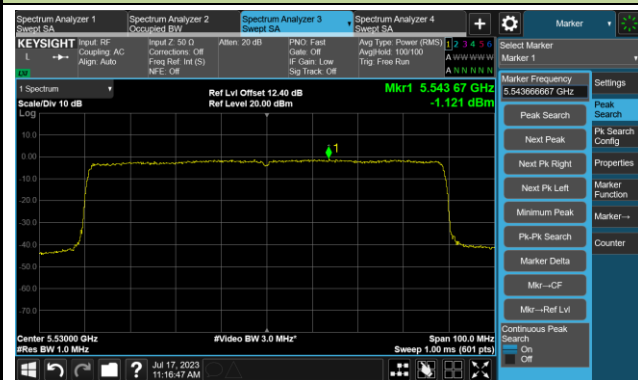 Spectrum Analyzer 1
Swept SA
Spectrum Analyzer 2
Occupied BW
Spectrum Analyzer 3
Swept SA
Spectrum Analyzer 4
Swept SA
+
Marker
KEYSIGHT
L
Input: RF
Coupling: AC
Align: Auto
Input Z: 50 Ω
Corrections: Off
Freq Ref: Int (S)
NFE: Off
Atten: 20 dB
PNO: Fast
Gate: Off
IF Gain: Low
Sig Track: Off
Avg Type: Power (RMS)
Avg|Hold: 100/100
Trig: Free Run
1 2 3 4 5 6
A W W W W W
A N N N N N
Select Marker
Marker 1
Marker Frequency
5.543666667 GHz
Settings
Peak Search
Peak
Search
Next Peak
Pk Search
Config
Next Pk Right
Properties
Next Pk Left
Marker
Function
Minimum Peak
Marker→
Pk-Pk Search
Counter
Marker Delta
Mkr→CF
Mkr→Ref Lvl
Continuous Peak
Search
On
Off
1 Spectrum
Scale/Div 10 dB
Log
Ref Lvl Offset 12.40 dB
Ref Level 20.00 dBm
Mkr1 5.543 67 GHz
-1.121 dBm
10.0
0.00
1
-10.0
-20.0
-30.0
-40.0
-50.0
-60.0
-70.0
Center 5.53000 GHz
#Res BW 1.0 MHz
#Video BW 3.0 MHz*
Span 100.0 MHz
Sweep 1.00 ms (601 pts)
?
Jul 17, 2023
11:16:47 AM